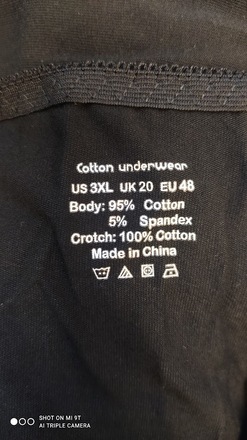 Cotton underwear
US 3XL UK 20 EU 48
Body: 95% Cotton
5% Spandex
Crotch: 100% Cotton
Made in China
SHOT ON MI 9T
AI TRIPLE CAMERA